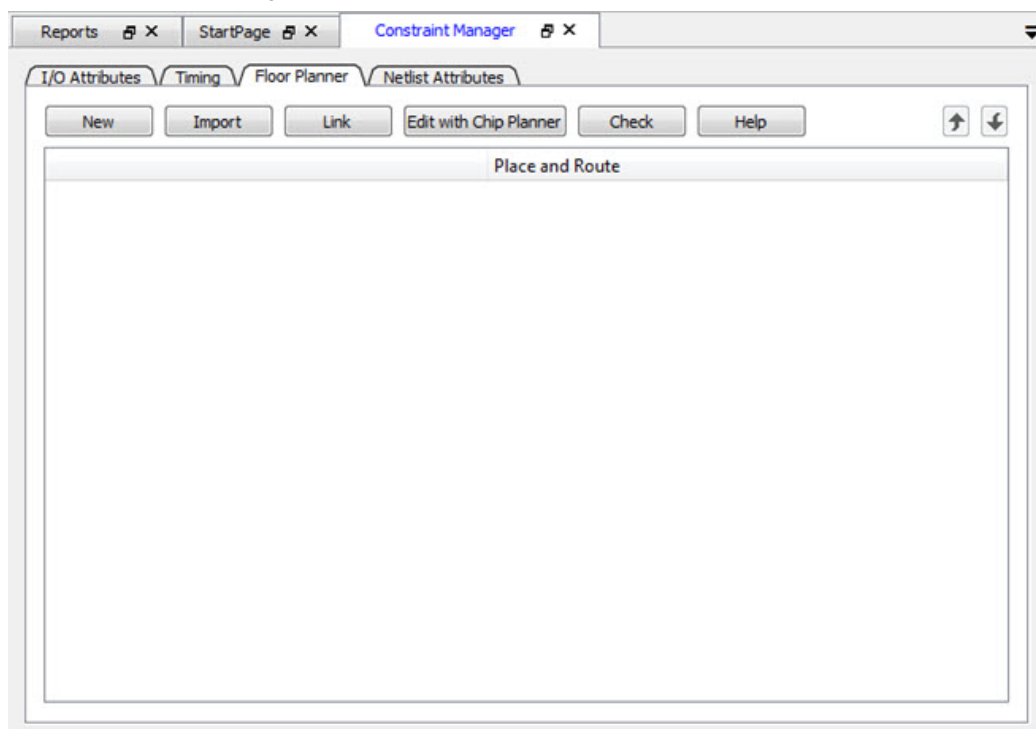 Reports StartPage Constraint Manager
I/O Attributes Timing Floor Planner Netlist Attributes
New Import Link Edit with Chip Planner Check Help
Place and Route